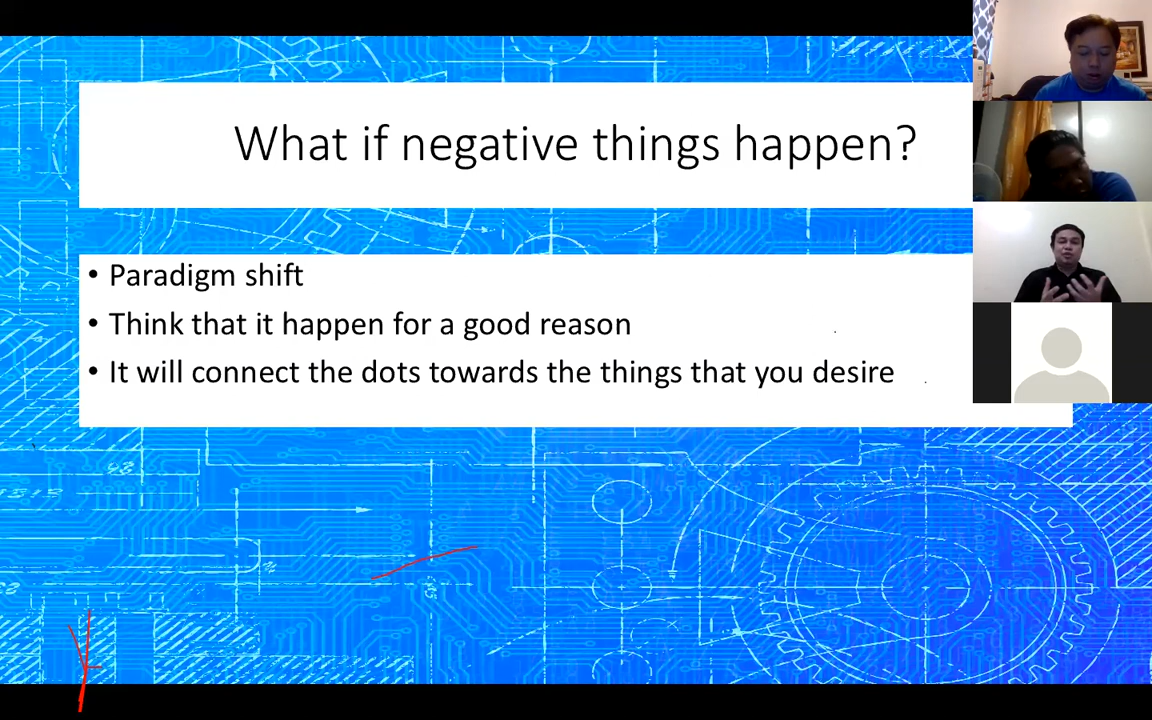 What if negative things happen?
• Paradigm shift
• Think that it happen for a good reason
• It will connect the dots towards the things that you desire